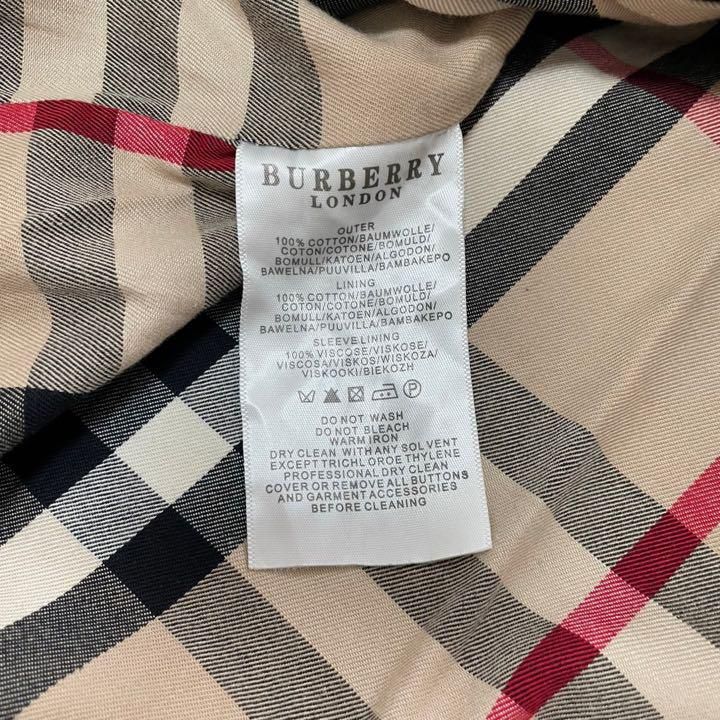 BURBERRY
LONDON
OUTER
100% COTTON/BAUMWOLLE/
COTON/COTONE/BOMULD/
BOMULL/KATOEN/ALGODON/
BAWELNA/PUUVILLA/BAMBAKEPO
LINING
100% COTTON/BAUMWOLLE/
COTON/COTONE/BOMULD/
BOMULL/KATOEN/ALGODON/
BAWELNA/PUUVILLA/BAMBAKEPO
SLEEVE LINING
100% VISCOSE/VISKOSE/
VISCOSA/VISKOS/WISKOZA/
VISKOOKI/BIEKOZH
P
DO NOT WASH
DO NOT BLEACH
WARM IRON
DRY CLEAN WITH ANY SOLVENT
EXCEPT TRICHL OROE THYLENE
PROFESSIONAL DRY CLEAN
COVER OR REMOVE ALL BUTTONS
AND GARMENT ACCESSORIES
BEFORE CLEANING